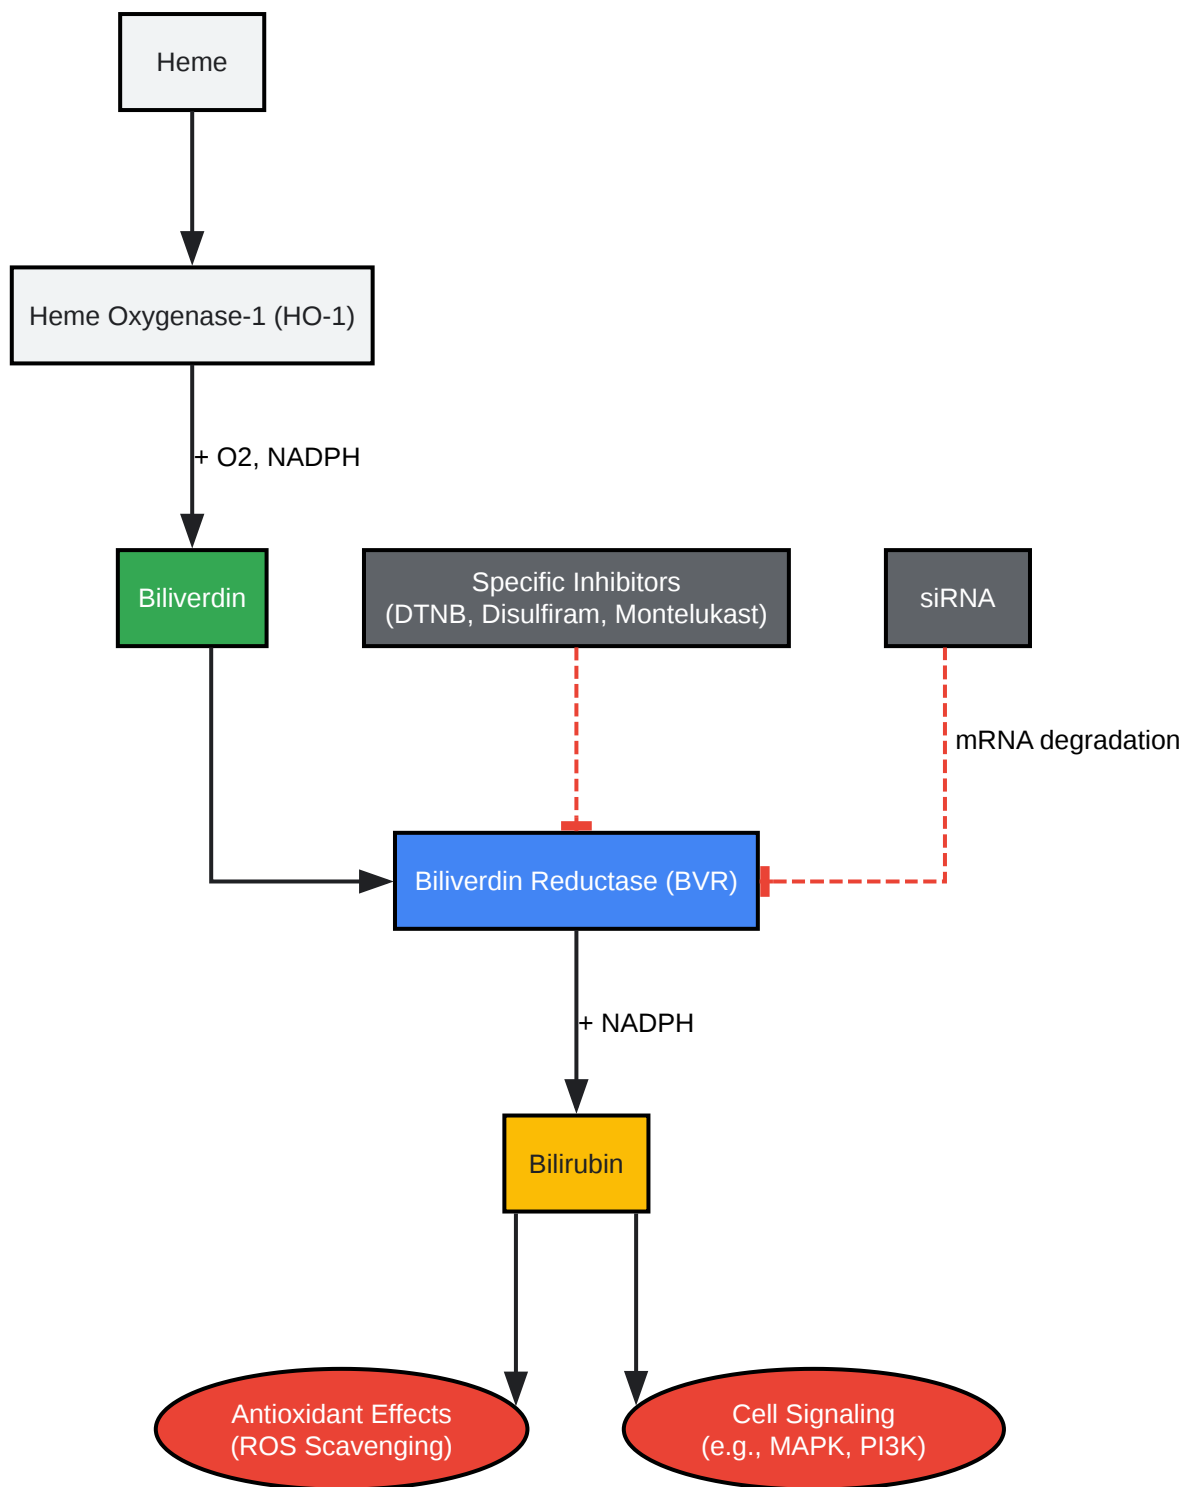 Heme
Heme Oxygenase-1 (HO-1)
+ O2, NADPH
Biliverdin
Specific Inhibitors
(DTNB, Disulfiram, Montelukast)
siRNA
mRNA degradation
Biliverdin Reductase (BVR)
+ NADPH
Bilirubin
Antioxidant Effects
(ROS Scavenging)
Cell Signaling
(e.g., MAPK, PI3K)